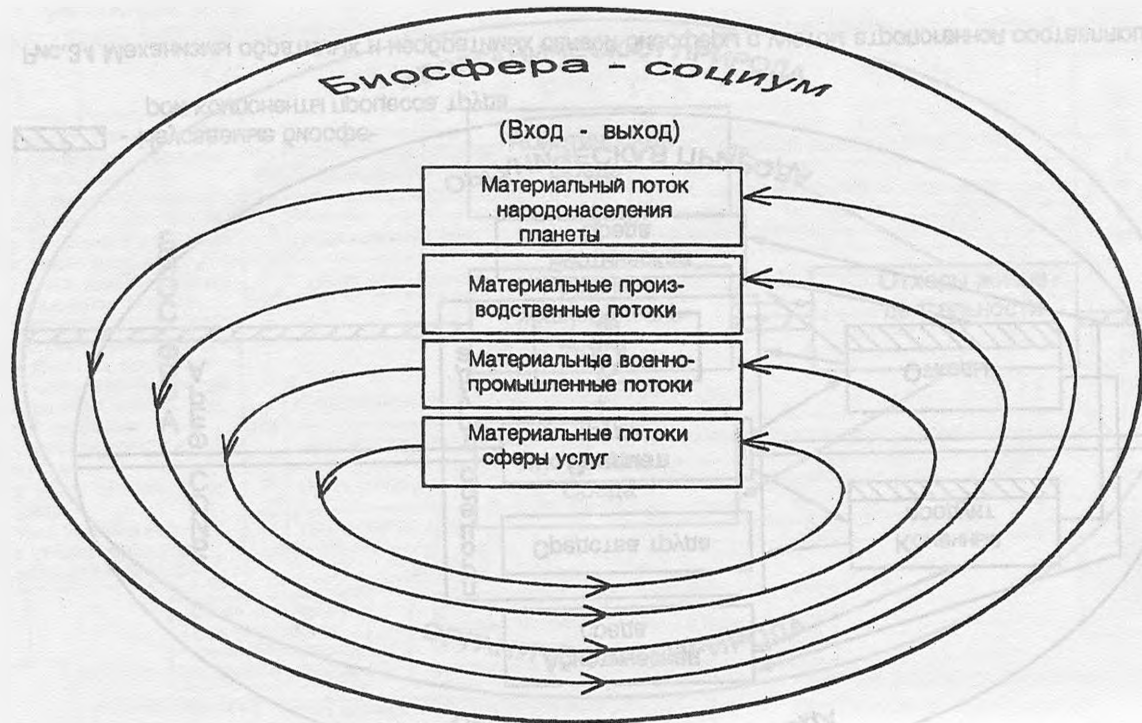 Биосфера - социум
(Вход - выход)
Материальный поток
народонаселения
планеты
Материальные произ-
водственные потоки
Материальные военно-
промышленные потоки
Материальные потоки
сферы услуг